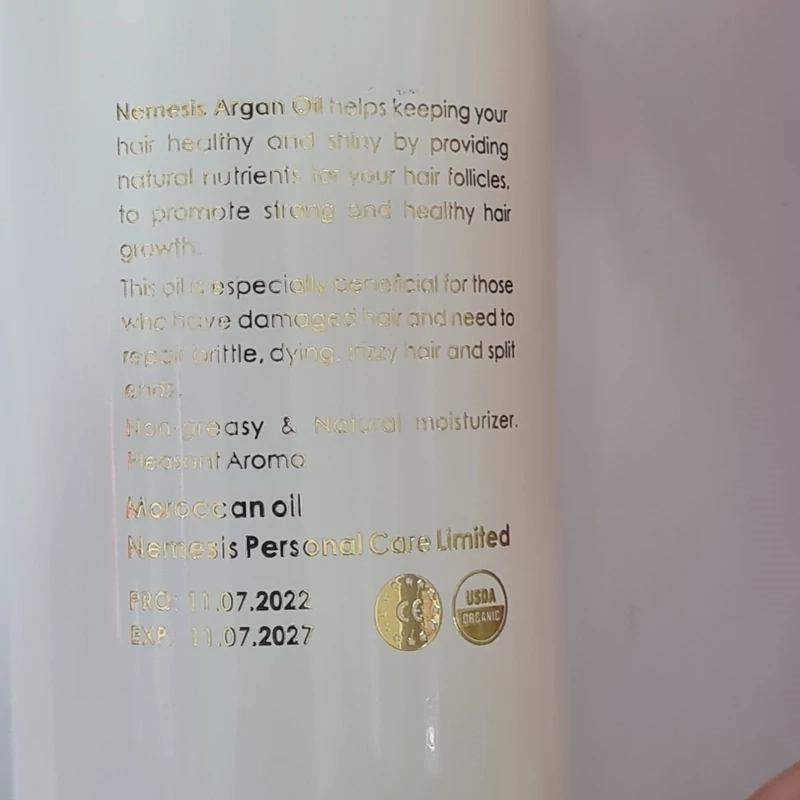 Nemesis Argan Oil helps keeping your
hair healthy and shiny by providing
natural nutrients for your hair follicles,
to promote strong and healthy hair
growth.
This oil is especially beneficial for those
who have damaged hair and need to
repair brittle, dying, frizzy hair and split
ends.
Non-greasy & Natural moisturizer.
Pleasant Aroma
Moroccan oil
Nemesis Personal Care Limited
PRO: 11.07.2022
EXP: 11.07.2027
CE
USDA
ORGANIC